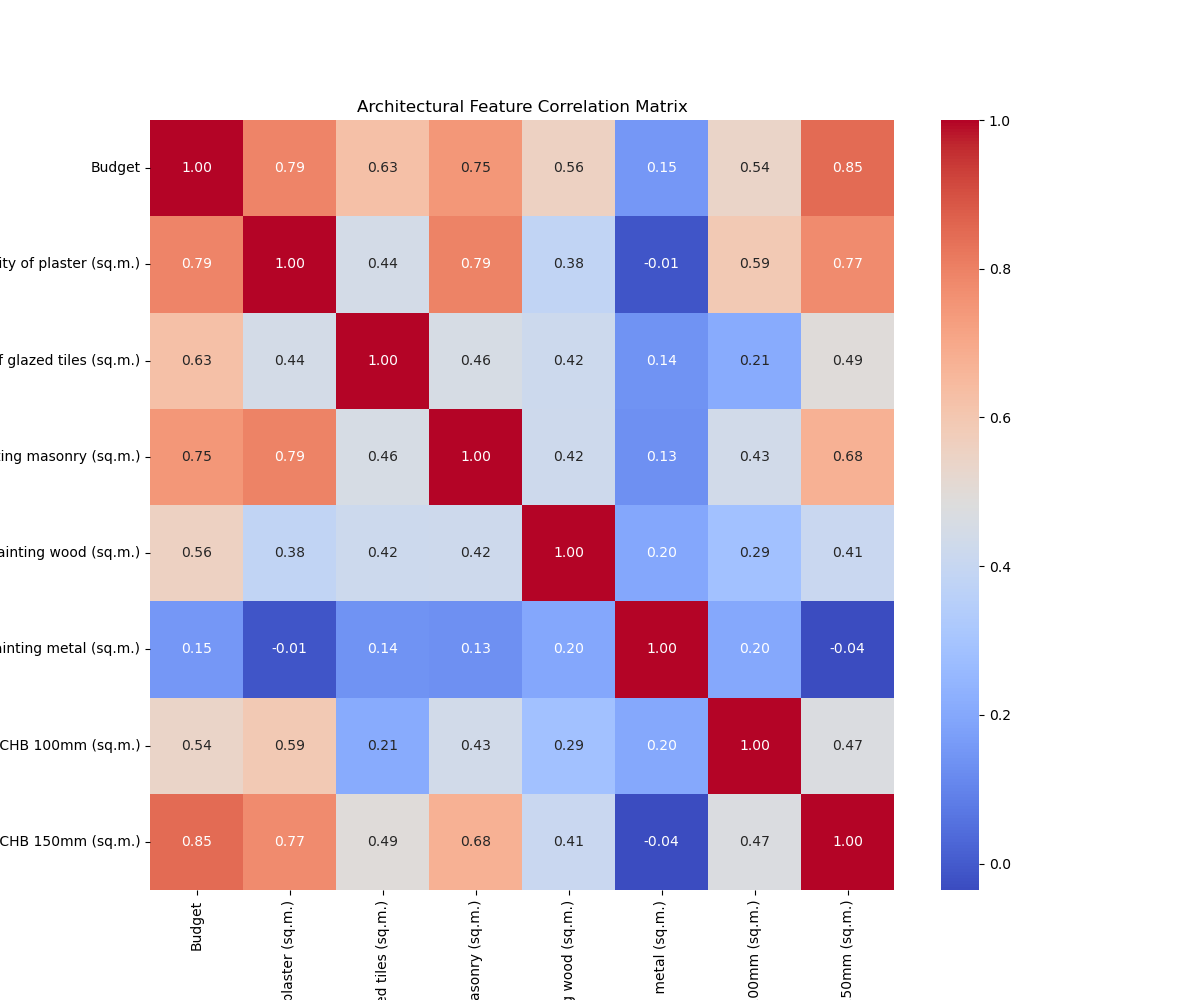 Architectural Feature Correlation Matrix
Budget 1.00 0.79 0.63 0.75 0.56 0.15 0.54 0.85
ity of plaster (sq.m.) 0.79 1.00 0.44 0.79 0.38 -0.01 0.59 0.77
f glazed tiles (sq.m.) 0.63 0.44 1.00 0.46 0.42 0.14 0.21 0.49
ting masonry (sq.m.) 0.75 0.79 0.46 1.00 0.42 0.13 0.43 0.68
ainting wood (sq.m.) 0.56 0.38 0.42 0.42 1.00 0.20 0.29 0.41
inting metal (sq.m.) 0.15 -0.01 0.14 0.13 0.20 1.00 0.20 -0.04
CHB 100mm (sq.m.) 0.54 0.59 0.21 0.43 0.29 0.20 1.00 0.47
CHB 150mm (sq.m.) 0.85 0.77 0.49 0.68 0.41 -0.04 0.47 1.00
Budget
plaster (sq.m.)
ed tiles (sq.m.)
asonry (sq.m.)
g wood (sq.m.)
metal (sq.m.)
00mm (sq.m.)
50mm (sq.m.)
1.0
0.8
0.6
0.4
0.2
0.0